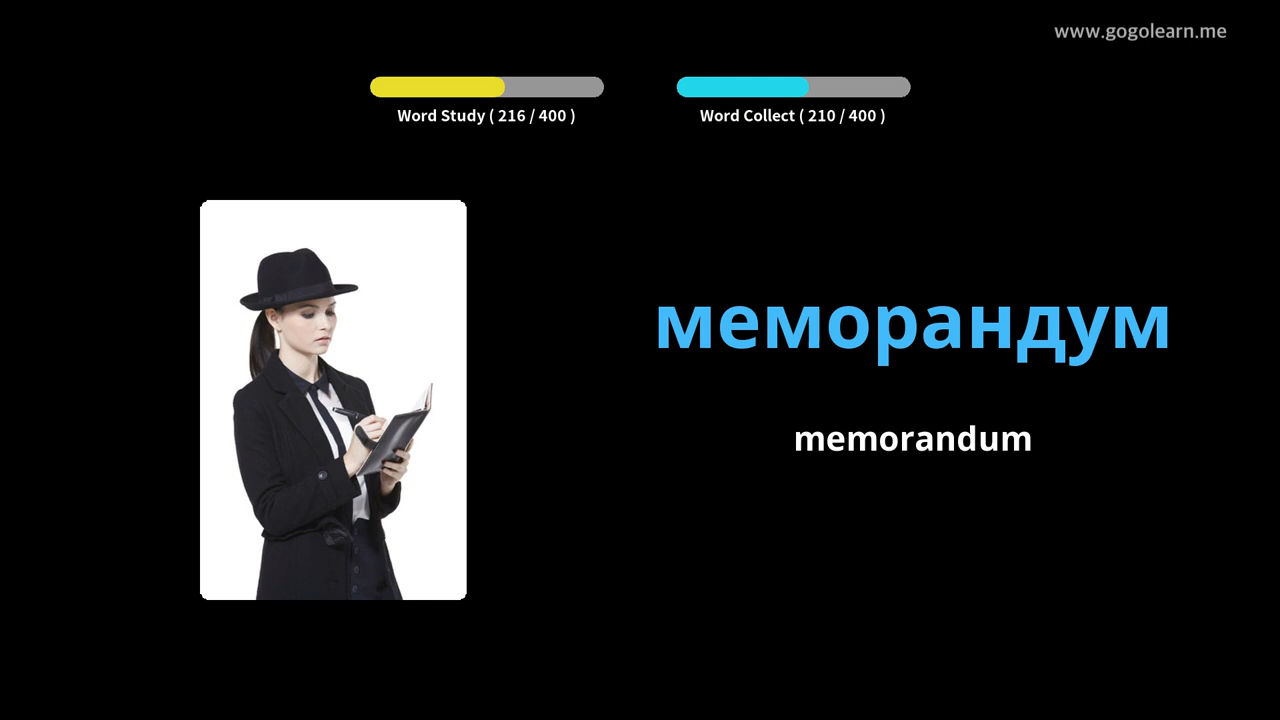 www.gogolearn.me
Word Study ( 216 / 400 )
Word Collect ( 210 / 400 )
меморандум
memorandum